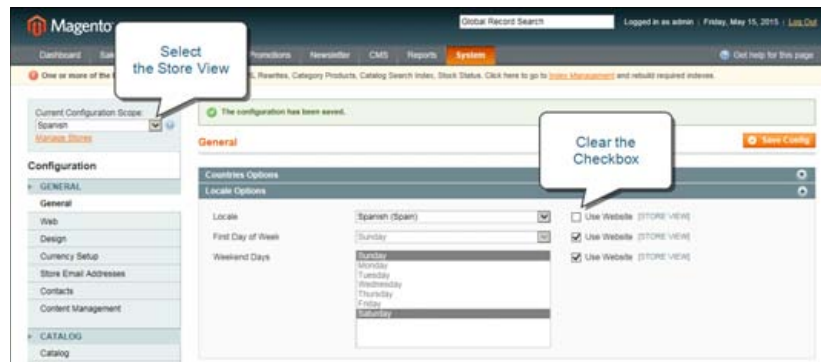 Magento
Global Record Search
Logged in as admin | Friday, May 15, 2015 | Log Out
Select
the Store View
Dashboard
Promotions
Newsletter
CMS
Reports
System
Get help for this page
One or more of the
Rewrites, Category Products, Catalog Search Index, Stock Status. Click here to go to Index Management and rebuild required indexes.
Current Configuration Scope:
Spanish
Manage Stores
The configuration has been saved.
General
Clear the
Checkbox
Save Config
Configuration
GENERAL
General
Web
Design
Currency Setup
Store Email Addresses
Contacts
Content Management
CATALOG
Catalog
Countries Options
Locale Options
Locale
Spanish (Spain)
Use Website [STORE VIEW]
First Day of Week
Sunday
Use Website [STORE VIEW]
Weekend Days
Sunday
Monday
Tuesday
Wednesday
Thursday
Friday
Saturday
Use Website [STORE VIEW]